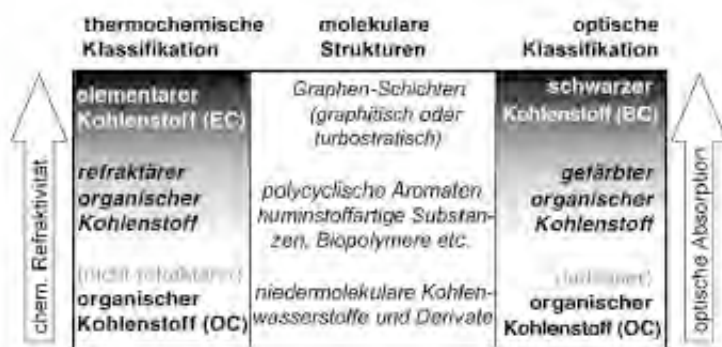 thermochemische
Klassifikation
molekulare
Strukturen
optische
Klassifikation
chem. Refraktivität
elementarer
Kohlenstoff (EC)
Graphen-Schichten
(graphitisch oder
turbostratisch)
schwarzer
Kohlenstoff (BC)
refraktärer
organischer
Kohlenstoff
polycyclische Aromaten,
huminstoffartige Substan-
zen, Biopolymere etc.
gefärbter
organischer
Kohlenstoff
(nicht-refraktärer)
organischer
Kohlenstoff (OC)
niedermolekulare Kohlen-
wasserstoffe und Derivate
(farbloser)
organischer
Kohlenstoff (OC)
optische Absorption